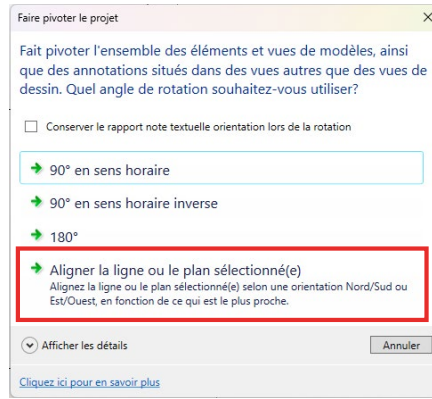 Faire pivoter le projet
Fait pivoter l'ensemble des éléments et vues de modèles, ainsi
que des annotations situés dans des vues autres que des vues de
dessin. Quel angle de rotation souhaitez-vous utiliser?
Conserver le rapport note textuelle orientation lors de la rotation
90° en sens horaire
90° en sens horaire inverse
180°
Aligner la ligne ou le plan sélectionné(e)
Alignez la ligne ou le plan sélectionné(e) selon une orientation Nord/Sud ou
Est/Ouest, en fonction de ce qui est le plus proche.
Afficher les détails
Annuler
Cliquez ici pour en savoir plus